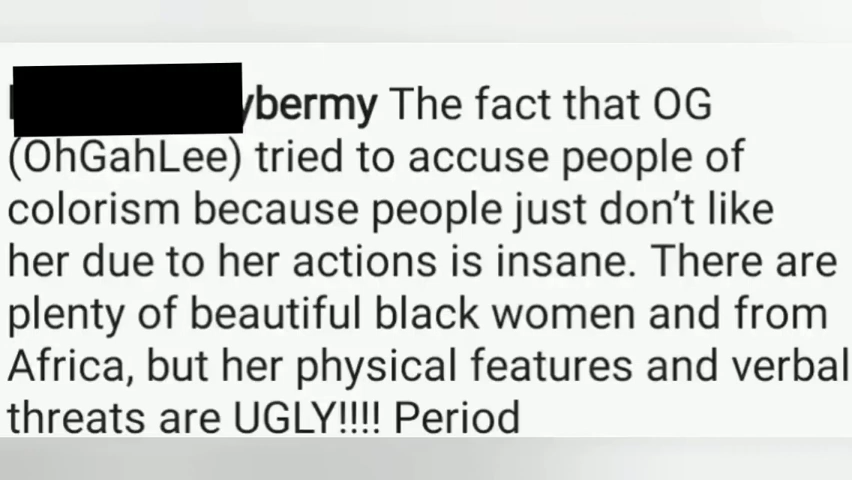 ybermy The fact that OG
(OhGahLee) tried to accuse people of
colorism because people just don’t like
her due to her actions is insane. There are
plenty of beautiful black women and from
Africa, but her physical features and verbal
threats are UGLY!!!! Period